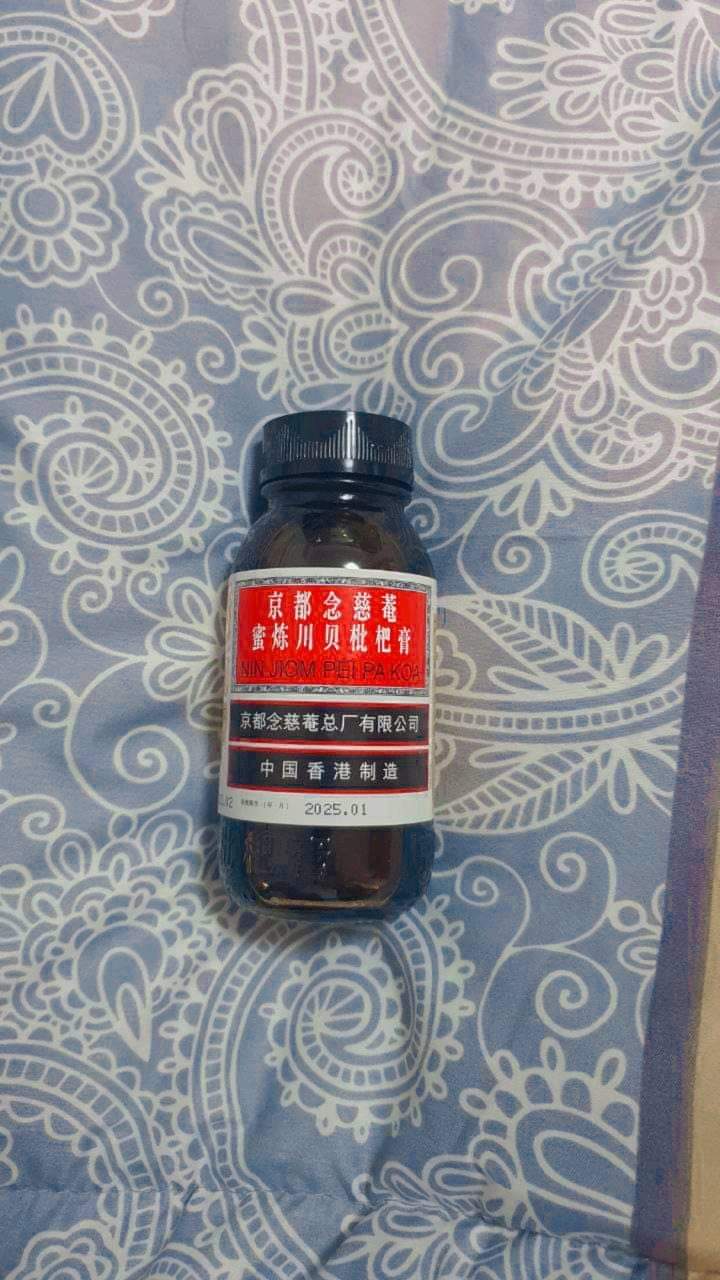 京都念慈菴
蜜炼川贝枇杷膏
NIN JIOM PEI PA KOA
京都念慈菴总厂有限公司
中国香港制造
2025.01